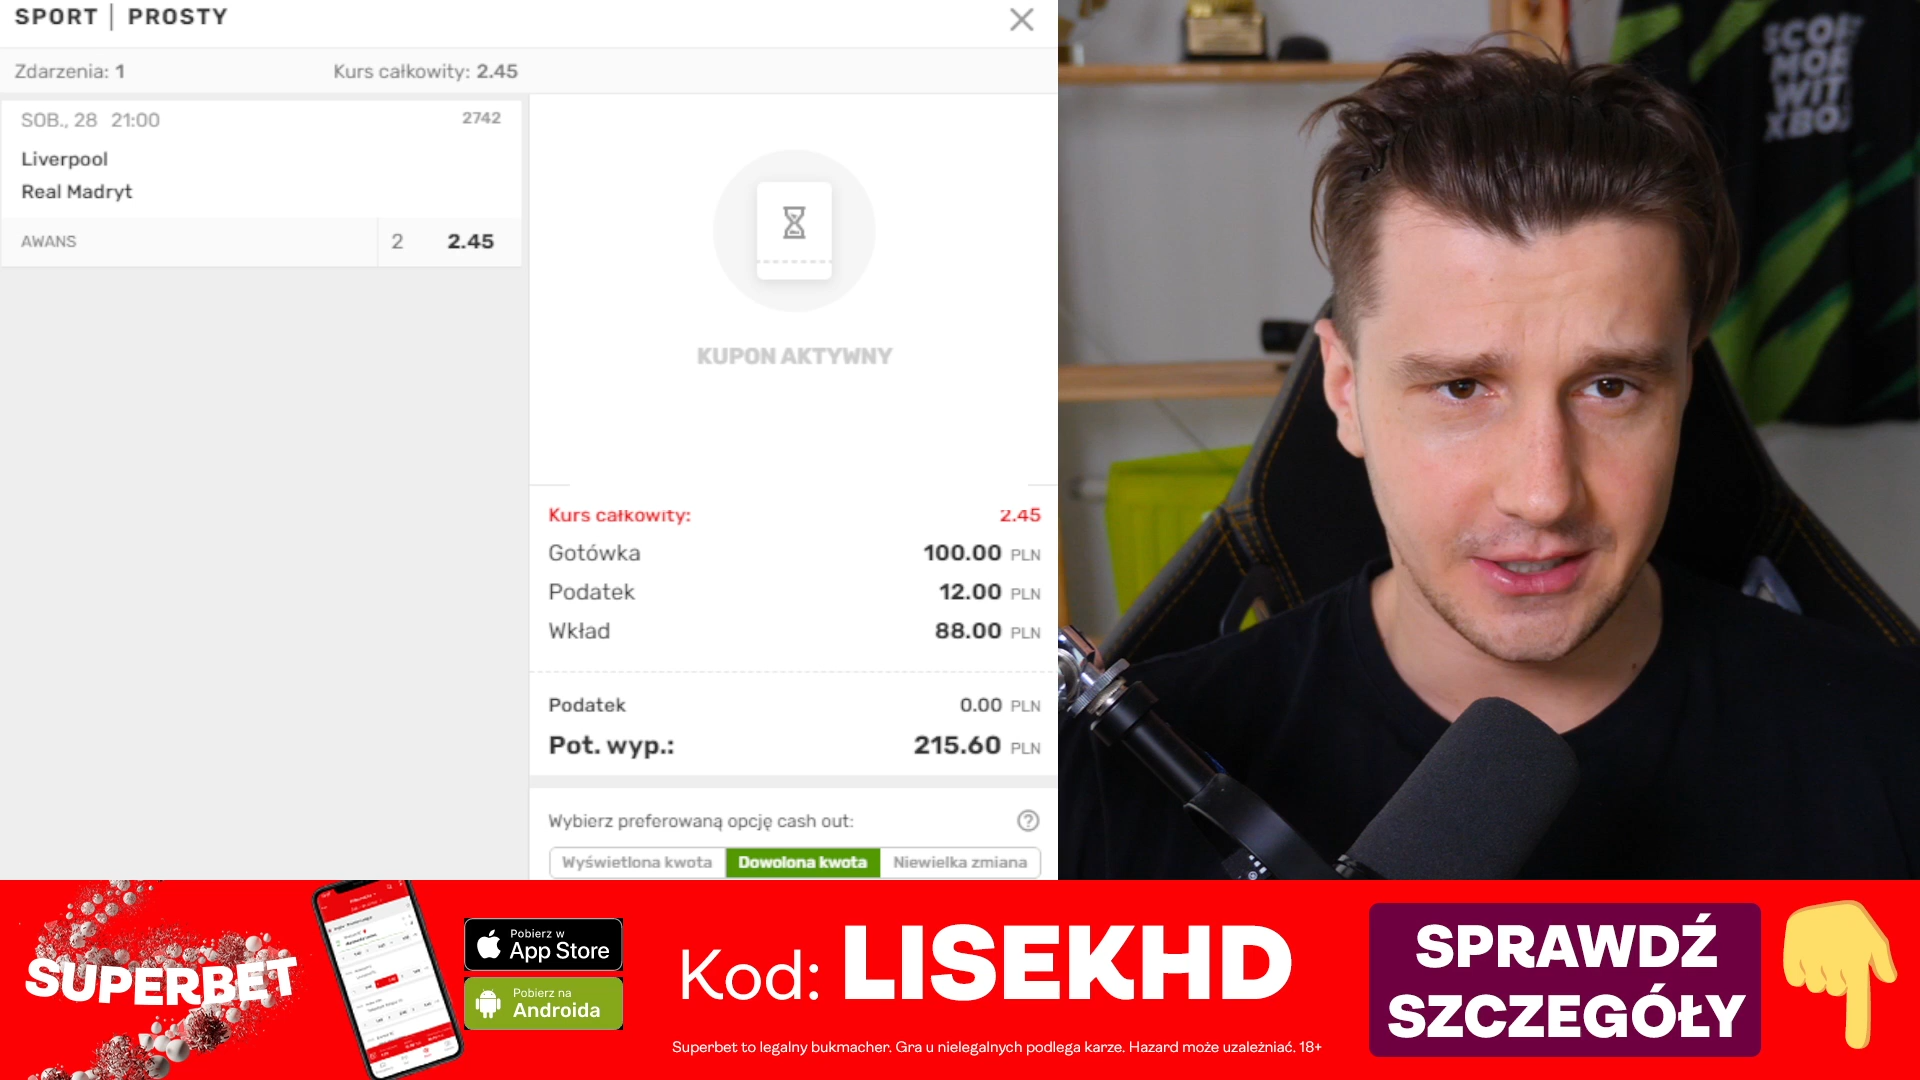 SPORT | PROSTY
Zdarzenia: 1 Kurs całkowity: 2.45
SOB., 28 21:00 2742
Liverpool
Real Madryt
AWANS 2 2.45
KUPON AKTYWNY
Kurs całkowity: 2.45
Gotówka 100.00 PLN
Podatek 12.00 PLN
Wkład 88.00 PLN
Podatek 0.00 PLN
Pot. wyp.: 215.60 PLN
Wybierz preferowaną opcję cash out: ?
Wyświetlona kwota Dowolona kwota Niewielka zmiana
SCORE
MORE
WITH
XBOX
SUPERBET
Pobierz w
App Store
Pobierz na
Androida
Kod: LISEKHD
Superbet to legalny bukmacher. Gra u nielegalnych podlega karze. Hazard może uzależniać. 18+
SPRAWDŹ
SZCZEGÓŁY